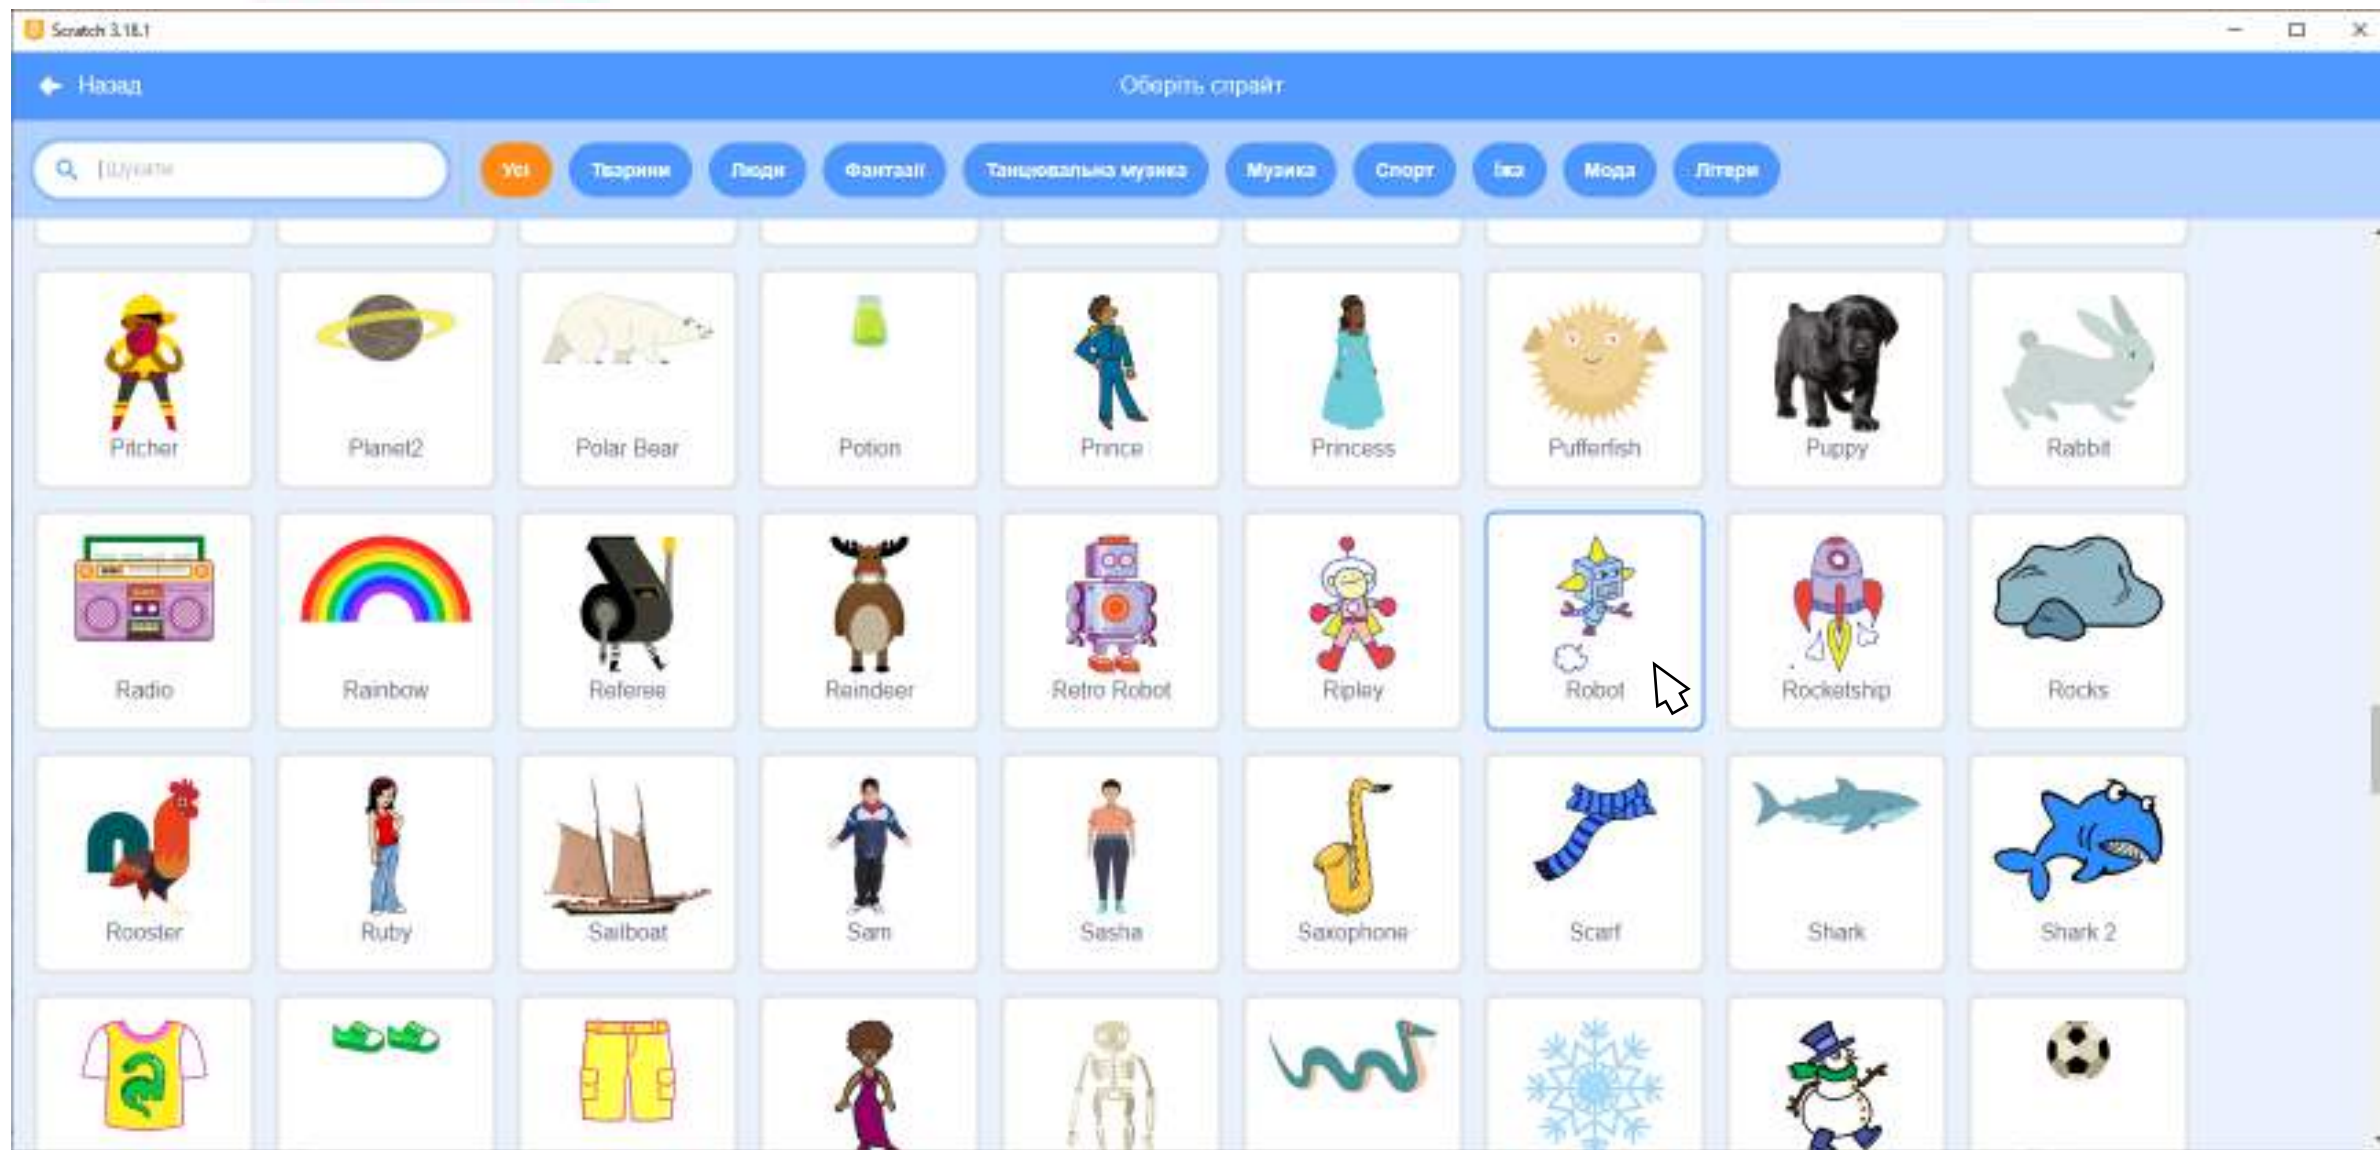 Scratch 3.18.1
Назад
Оберіть спрайт
Шукати
Усі Тварини Люди Фантазії Танцювальна музика Музика Спорт Їжа Мода Літери
Pitcher Planet2 Polar Bear Potion Prince Princess Pufferfish Puppy Rabbit
Radio Rainbow Referee Reindeer Retro Robot Ripley Robot Rocketship Rocks
Rooster Ruby Sailboat Sam Sasha Saxophone Scarf Shark Shark 2